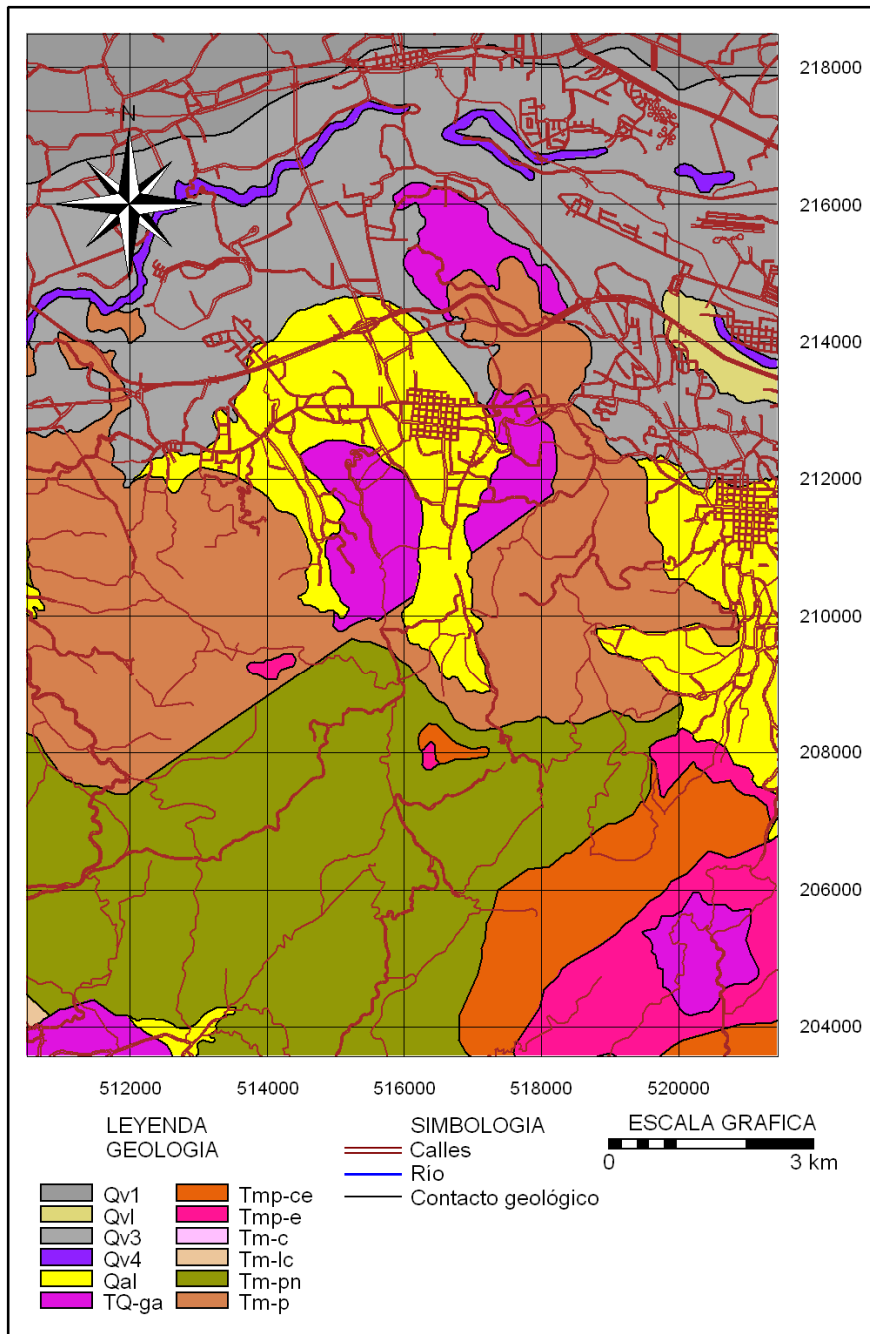 218000
N
216000
214000
212000
210000
208000
206000
204000
512000 514000 516000 518000 520000
LEYENDA
GEOLOGIA
Qv1
Qvl
Qv3
Qv4
Qal
TQ-ga
Tmp-ce
Tmp-e
Tm-c
Tm-lc
Tm-pn
Tm-p
SIMBOLOGIA
Calles
Río
Contacto geológico
ESCALA GRAFICA
0 3 km